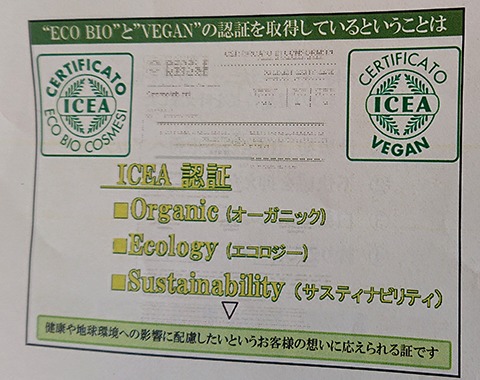 “ECO BIO”と”VEGAN”の認証を取得しているということは
CERTIFICATO
ICEA
ECO BIO COSMESI
CERTIFICATO
ICEA
VEGAN
ICEA 認証
■Organic(オーガニック)
■Ecology(エコロジー)
■Sustainability(サスティナビリティ)
▽
健康や地球環境への影響に配慮したいというお客様の想いに応えられる証です